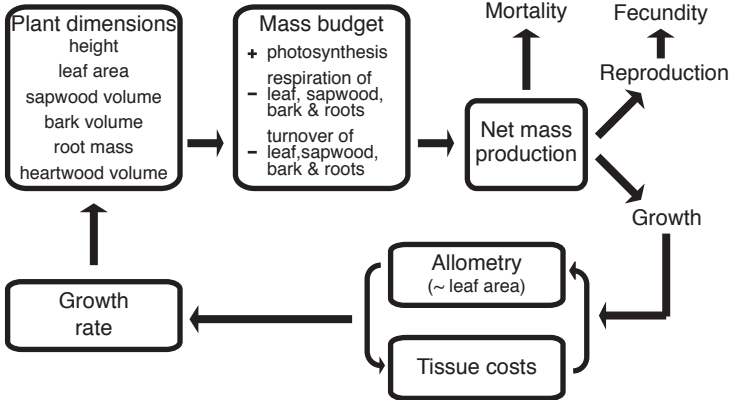 Plant dimensions
height
leaf area
sapwood volume
bark volume
root mass
heartwood volume
Mass budget
+ photosynthesis
respiration of
- leaf, sapwood,
bark & roots
turnover of
- leaf,sapwood,
bark & roots
Mortality
Net mass
production
Fecundity
Reproduction
Growth
Allometry
(~ leaf area)
Tissue costs
Growth
rate